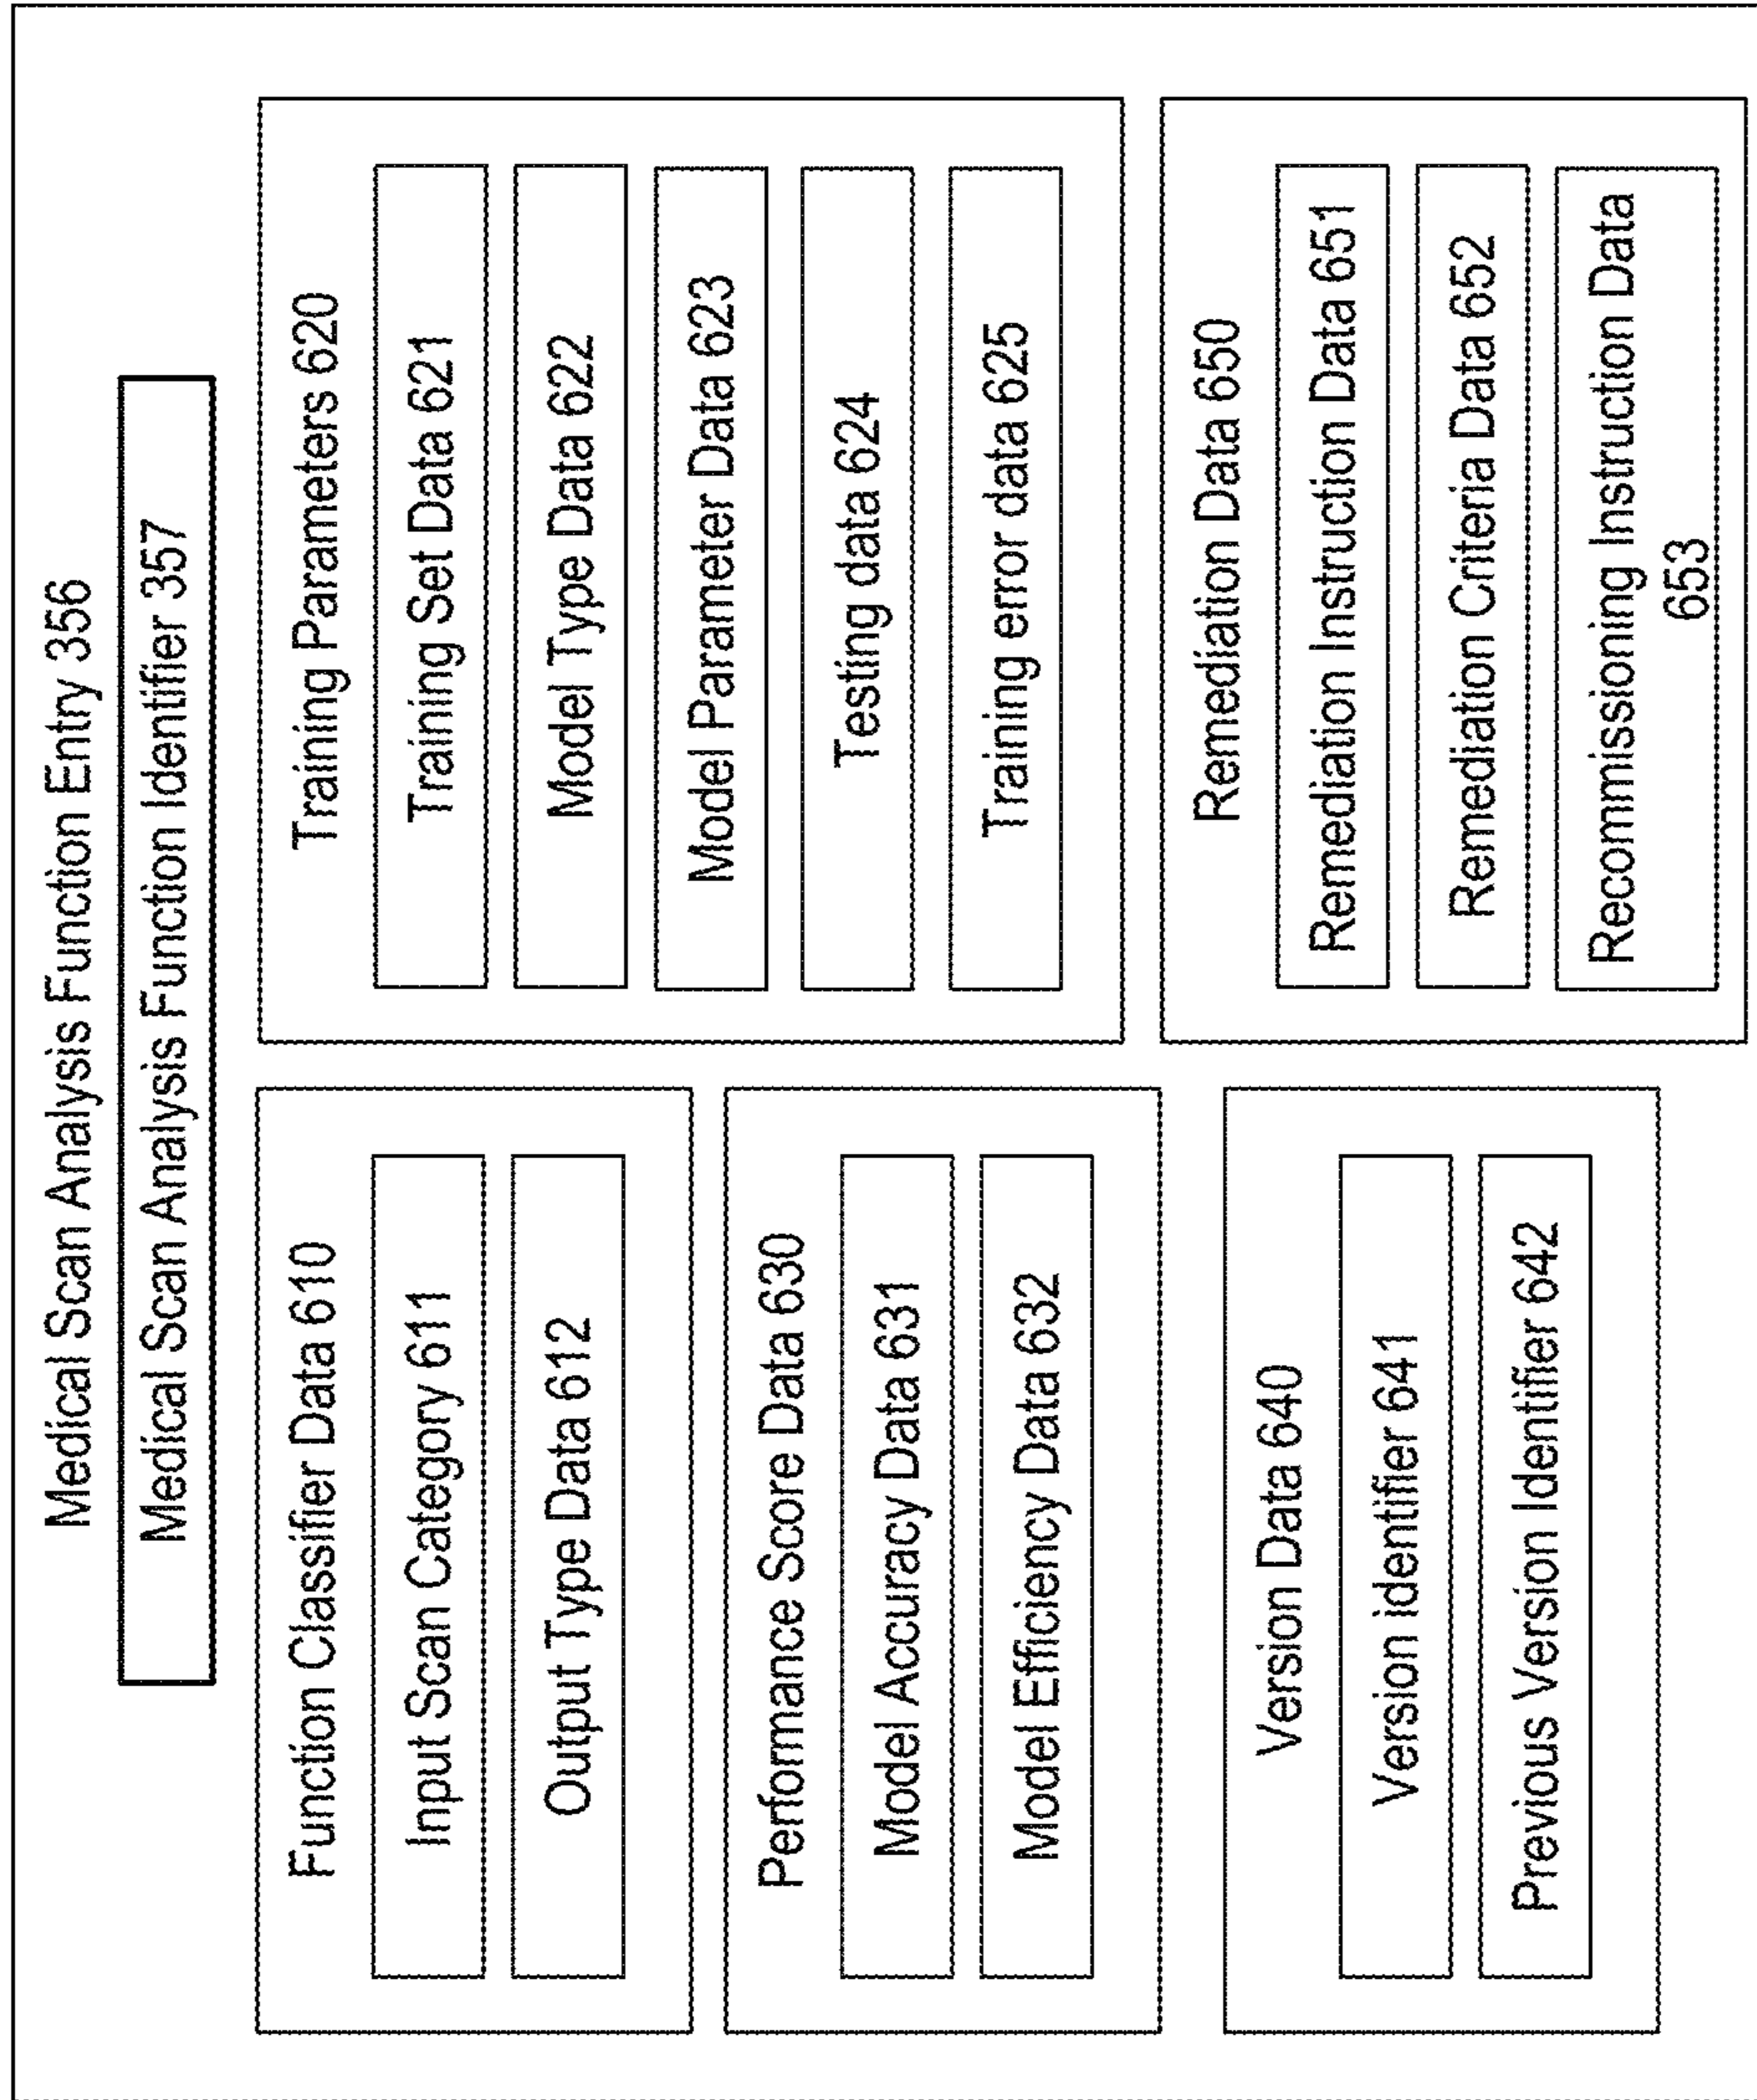 Medical Scan Analysis Function Entry 356
Medical Scan Analysis Function Identifier 357
Function Classifier Data 610
Input Scan Category 611
Output Type Data 612
Performance Score Data 630
Model Accuracy Data 631
Model Efficiency Data 632
Version Data 640
Version identifier 641
Previous Version Identifier 642
Training Parameters 620
Training Set Data 621
Model Type Data 622
Model Parameter Data 623
Testing data 624
Training error data 625
Remediation Data 650
Remediation Instruction Data 651
Remediation Criteria Data 652
Recommissioning Instruction Data
653